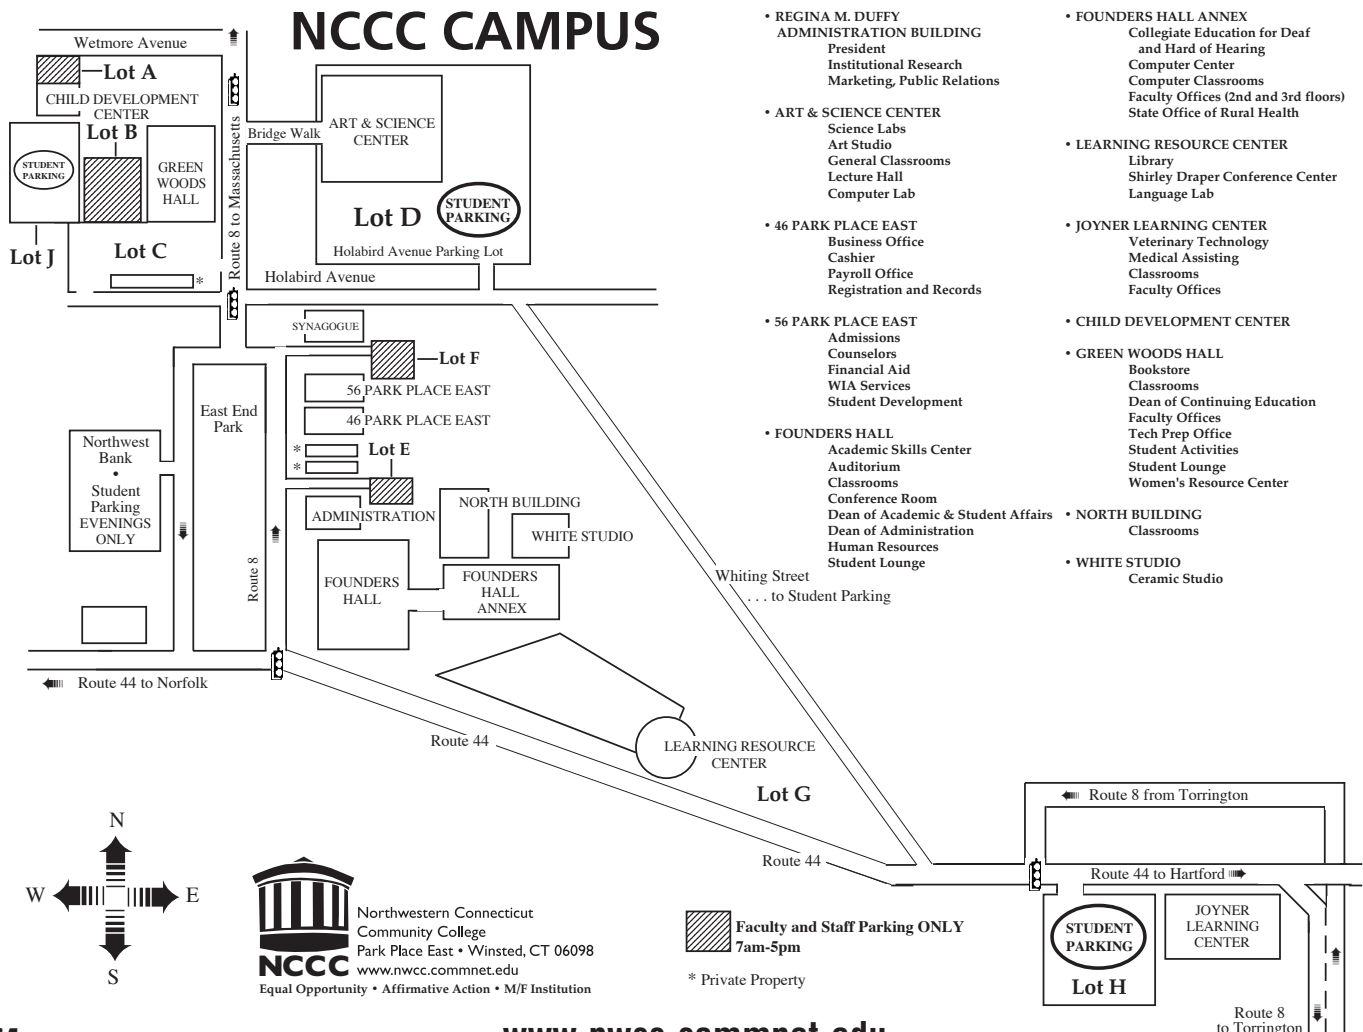 NCCC CAMPUS
Wetmore Avenue
Lot A
CHILD DEVELOPMENT
CENTER
Lot B
STUDENT
PARKING
GREEN
WOODS
HALL
Lot J
Lot C
*
Route 8 to Massachusetts
Bridge Walk
ART & SCIENCE
CENTER
Lot D
STUDENT
PARKING
Holabird Avenue Parking Lot
Holabird Avenue
SYNAGOGUE
Lot F
56 PARK PLACE EAST
46 PARK PLACE EAST
*
*
Lot E
East End
Park
Northwest
Bank
•
Student
Parking
EVENINGS
ONLY
ADMINISTRATION
NORTH BUILDING
WHITE STUDIO
Route 8
FOUNDERS
HALL
FOUNDERS
HALL
ANNEX
Whiting Street
. . . to Student Parking
Route 44 to Norfolk
Route 44
LEARNING RESOURCE
CENTER
Lot G
Route 44
Route 8 from Torrington
Route 44 to Hartford
STUDENT
PARKING
Lot H
JOYNER
LEARNING
CENTER
Route 8
to Torrington
• REGINA M. DUFFY
ADMINISTRATION BUILDING
President
Institutional Research
Marketing, Public Relations
• ART & SCIENCE CENTER
Science Labs
Art Studio
General Classrooms
Lecture Hall
Computer Lab
• 46 PARK PLACE EAST
Business Office
Cashier
Payroll Office
Registration and Records
• 56 PARK PLACE EAST
Admissions
Counselors
Financial Aid
WIA Services
Student Development
• FOUNDERS HALL
Academic Skills Center
Auditorium
Classrooms
Conference Room
Dean of Academic & Student Affairs
Dean of Administration
Human Resources
Student Lounge
• FOUNDERS HALL ANNEX
Collegiate Education for Deaf
and Hard of Hearing
Computer Center
Computer Classrooms
Faculty Offices (2nd and 3rd floors)
State Office of Rural Health
• LEARNING RESOURCE CENTER
Library
Shirley Draper Conference Center
Language Lab
• JOYNER LEARNING CENTER
Veterinary Technology
Medical Assisting
Classrooms
Faculty Offices
• CHILD DEVELOPMENT CENTER
• GREEN WOODS HALL
Bookstore
Classrooms
Dean of Continuing Education
Faculty Offices
Tech Prep Office
Student Activities
Student Lounge
Women's Resource Center
• NORTH BUILDING
Classrooms
• WHITE STUDIO
Ceramic Studio
N
W E
S
NCCC
Northwestern Connecticut
Community College
Park Place East • Winsted, CT 06098
www.nwcc.commnet.edu
Equal Opportunity • Affirmative Action • M/F Institution
Faculty and Staff Parking ONLY
7am-5pm
* Private Property
www.nwcc.commnet.edu